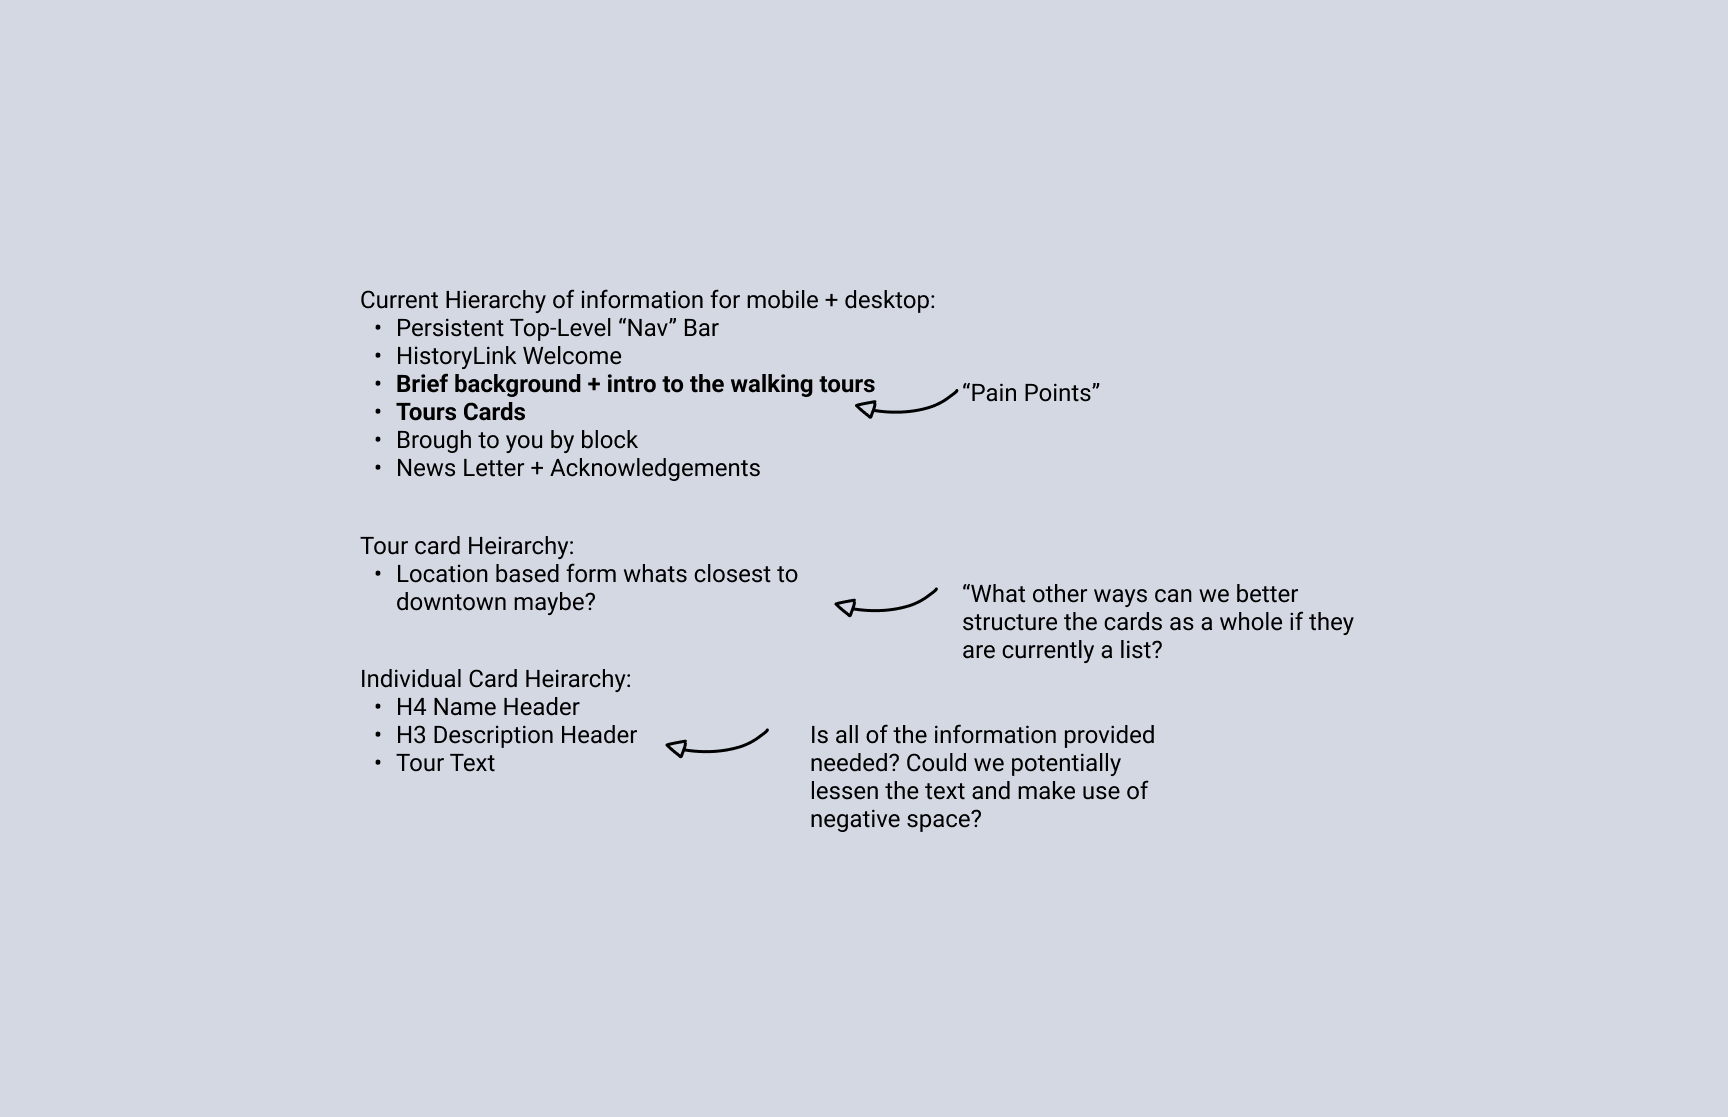 Current Hierarchy of information for mobile + desktop:
• Persistent Top-Level “Nav” Bar
• HistoryLink Welcome
• Brief background + intro to the walking tours
• Tours Cards
• Brough to you by block
• News Letter + Acknowledgements
“Pain Points”
Tour card Heirarchy:
• Location based form whats closest to
downtown maybe?
“What other ways can we better
structure the cards as a whole if they
are currently a list?
Individual Card Heirarchy:
• H4 Name Header
• H3 Description Header
• Tour Text
Is all of the information provided
needed? Could we potentially
lessen the text and make use of
negative space?